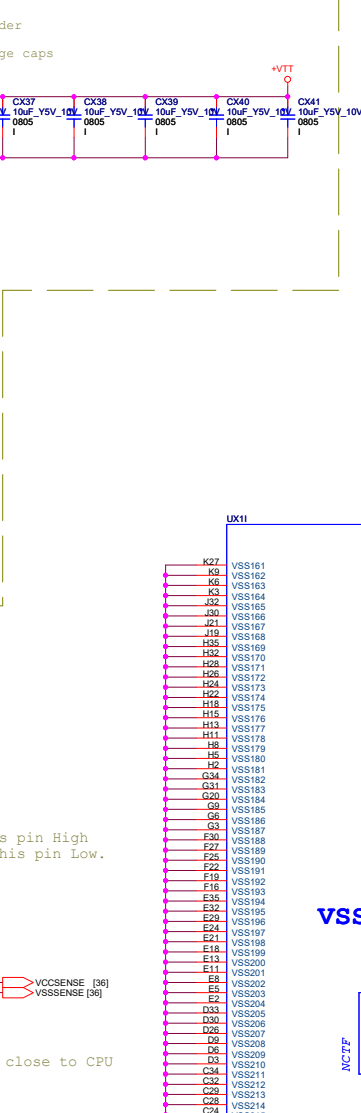 der
ge caps
+VTT
CX37 CX38 CX39 CX40 CX41
10uF_Y5V_10V 10uF_Y5V_10V 10uF_Y5V_10V 10uF_Y5V_10V 10uF_Y5V_10V
0805 0805 0805 0805 0805
I I I I I
UX1I
K27 VSS161
K9 VSS162
K6 VSS163
K3 VSS164
J32 VSS165
J30 VSS166
J21 VSS167
J19 VSS168
H35 VSS169
H32 VSS170
H28 VSS171
H26 VSS172
H24 VSS173
H22 VSS174
H18 VSS175
H15 VSS176
H13 VSS177
H11 VSS178
H8 VSS179
H5 VSS180
H2 VSS181
G34 VSS182
G31 VSS183
G20 VSS184
G9 VSS185
G6 VSS186
G3 VSS187
F30 VSS188
F27 VSS189
F25 VSS190
F22 VSS191
F19 VSS192
F16 VSS193
E35 VSS194
E32 VSS195
E29 VSS196
E24 VSS197
E21 VSS198
E18 VSS199
E13 VSS200
E11 VSS201
E8 VSS202
E5 VSS203
E2 VSS204
D33 VSS205
D30 VSS206
D26 VSS207
D9 VSS208
D6 VSS209
D3 VSS210
C34 VSS211
C32 VSS212
C29 VSS213
C28 VSS214
C24
s pin High
his pin Low.
VSS
VCCSENSE [36]
VSSSENSE [36]
close to CPU
NCTF